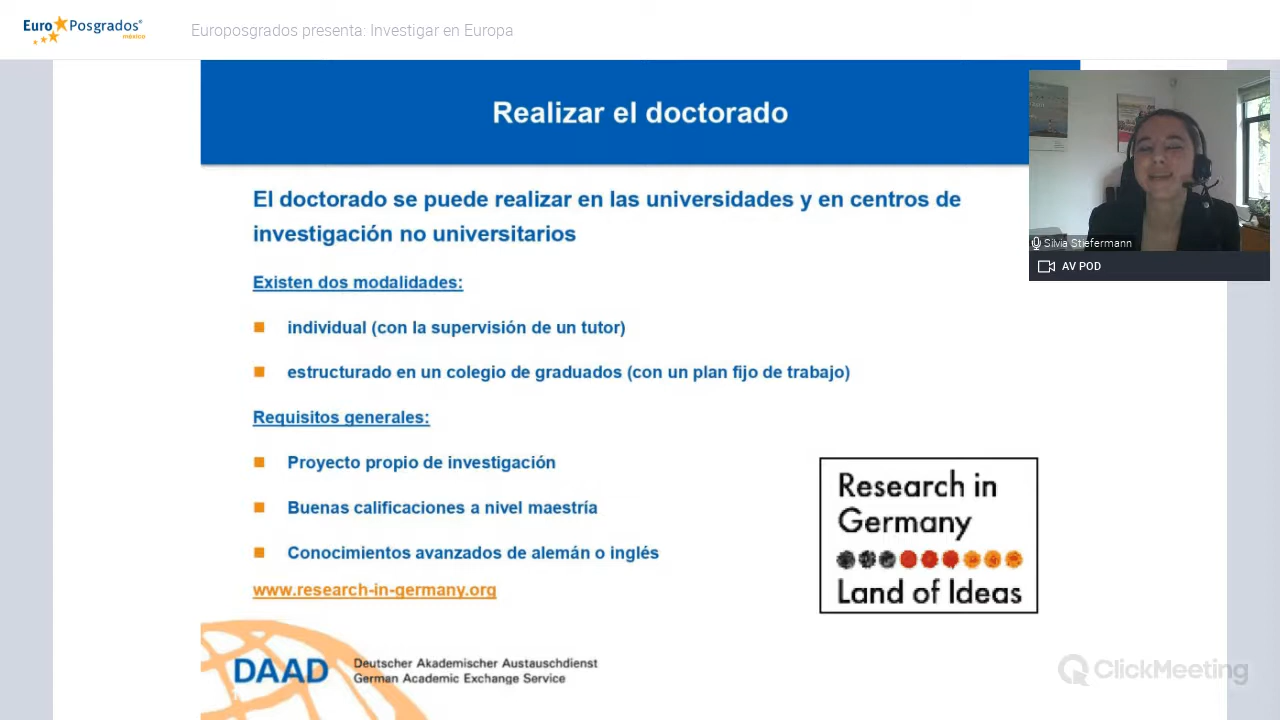 Euro Posgrados®
méxico
Europosgrados presenta: Investigar en Europa
Realizar el doctorado
El doctorado se puede realizar en las universidades y en centros de
investigación no universitarios
Existen dos modalidades:
individual (con la supervisión de un tutor)
estructurado en un colegio de graduados (con un plan fijo de trabajo)
Requisitos generales:
Proyecto propio de investigación
Buenas calificaciones a nivel maestría
Conocimientos avanzados de alemán o inglés
www.research-in-germany.org
Research in
Germany
Land of Ideas
DAAD
Deutscher Akademischer Austauschdienst
German Academic Exchange Service
Silvia Stiefermann
AV POD
ClickMeeting